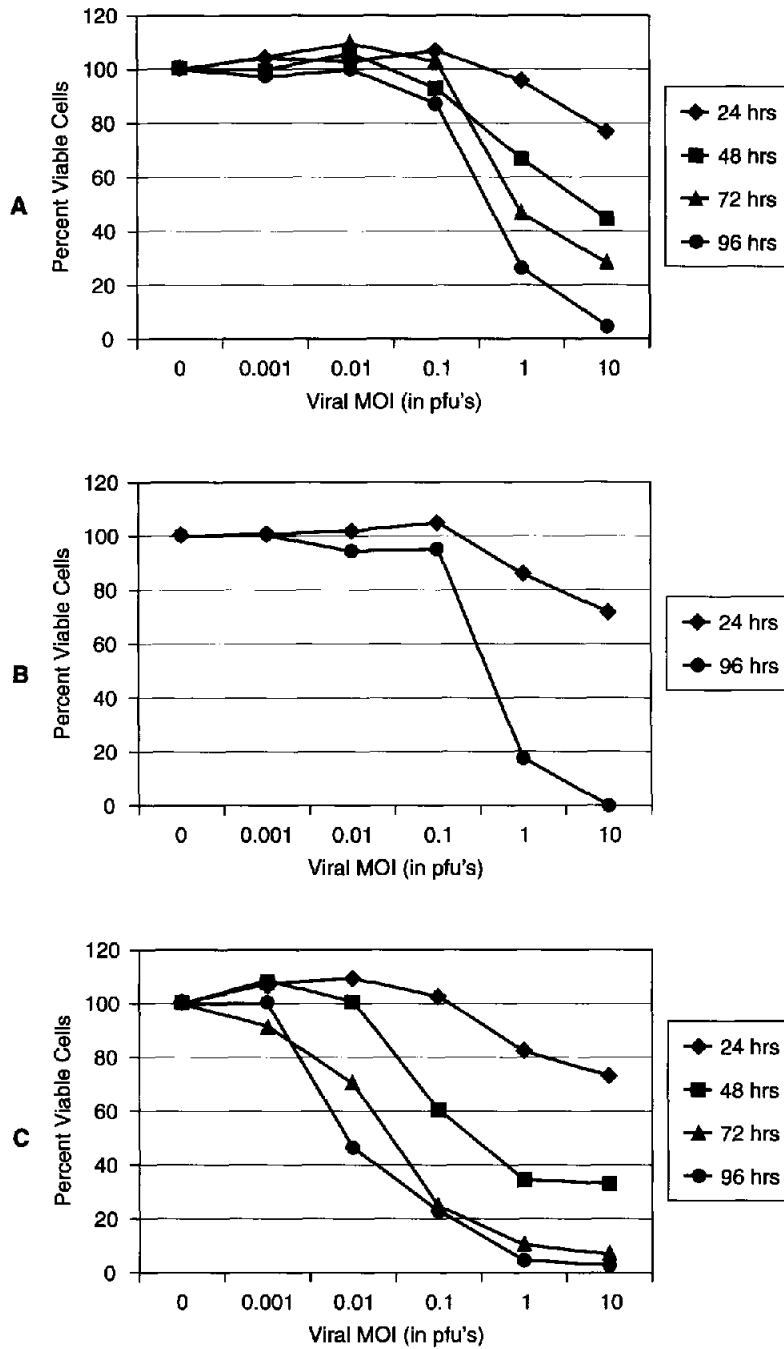 A
Percent Viable Cells
120
100
80
60
40
20
0
0 0.001 0.01 0.1 1 10
Viral MOI (in pfu's)
24 hrs
48 hrs
72 hrs
96 hrs
B
Percent Viable Cells
120
100
80
60
40
20
0
0 0.001 0.01 0.1 1 10
Viral MOI (in pfu's)
24 hrs
96 hrs
C
Percent Viable Cells
120
100
80
60
40
20
0
0 0.001 0.01 0.1 1 10
Viral MOI (in pfu's)
24 hrs
48 hrs
72 hrs
96 hrs